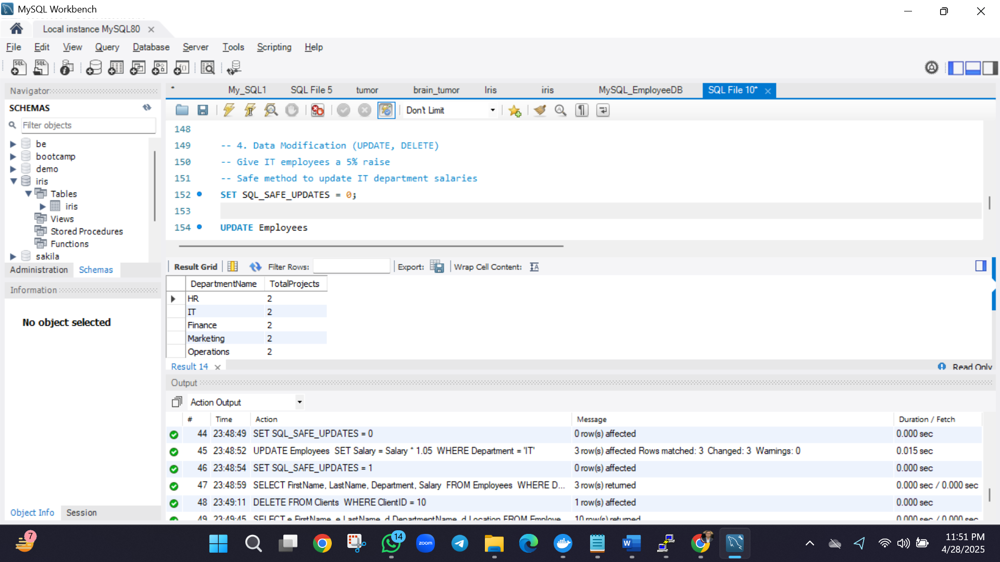 MySQL Workbench
Local instance MySQL80
File Edit View Query Database Server Tools Scripting Help
Navigator
SCHEMAS
Filter objects
be
bootcamp
demo
iris
Tables
iris
Views
Stored Procedures
Functions
sakila
Administration Schemas
Information
No object selected
Object Info Session
* My_SQL1 SQL File 5 tumor brain_tumor Iris iris MySQL_EmployeeDB SQL File 10*
Don't Limit
148
149 -- 4. Data Modification (UPDATE, DELETE)
150 -- Give IT employees a 5% raise
151 -- Safe method to update IT department salaries
152 SET SQL_SAFE_UPDATES = 0;
153
154 UPDATE Employees
Result Grid Filter Rows: Export: Wrap Cell Content:
DepartmentName TotalProjects
HR 2
IT 2
Finance 2
Marketing 2
Operations 2
Result 14 Read Only
Output
Action Output
# Time Action Message Duration / Fetch
44 23:48:49 SET SQL_SAFE_UPDATES = 0 0 row(s) affected 0.000 sec
45 23:48:52 UPDATE Employees SET Salary = Salary * 1.05 WHERE Department = 'IT' 3 row(s) affected Rows matched: 3 Changed: 3 Warnings: 0 0.015 sec
46 23:48:54 SET SQL_SAFE_UPDATES = 1 0 row(s) affected 0.000 sec
47 23:48:59 SELECT FirstName, LastName, Department, Salary FROM Employees WHERE D... 3 row(s) returned 0.000 sec / 0.000 sec
48 23:49:11 DELETE FROM Clients WHERE ClientID = 10 1 row(s) affected 0.000 sec
49 23:49:45 SELECT e.FirstName, e.LastName, d.DepartmentName, d.Location FROM Employe... 10 row(s) returned 0.000 sec / 0.000 sec
7
14
zoom
W
11:51 PM
4/28/2025